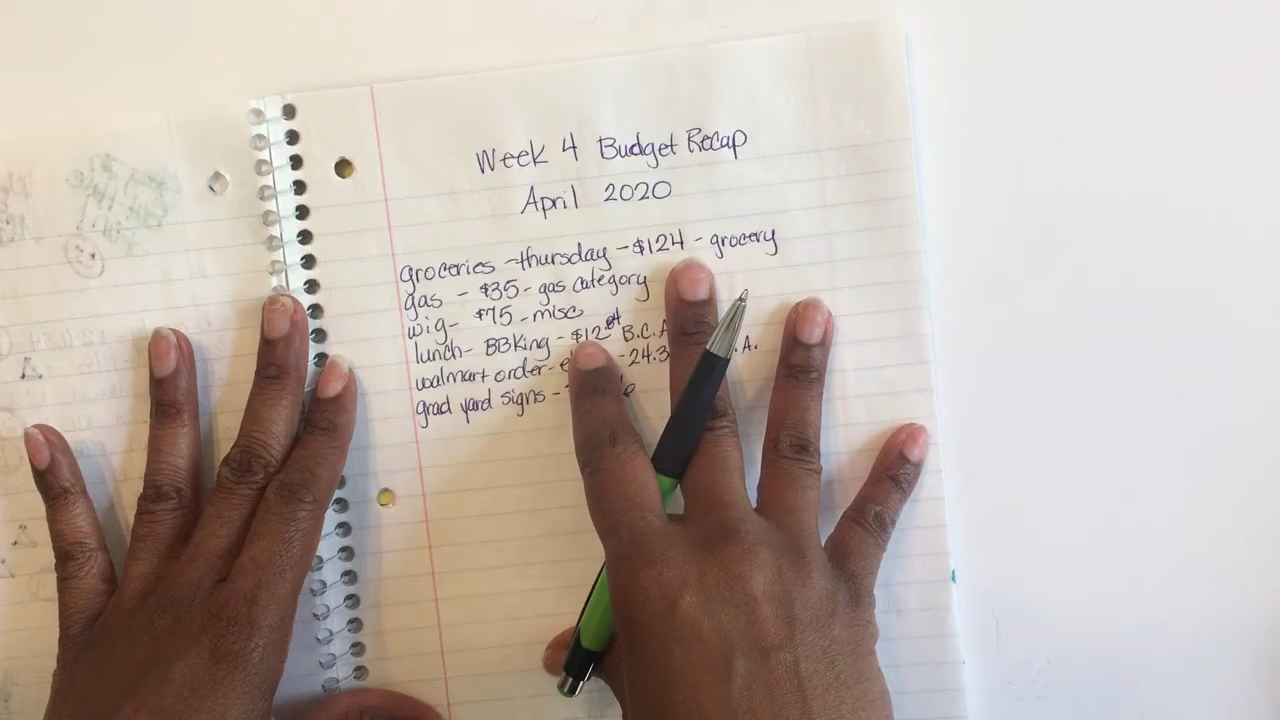 Week 4 Budget Recap
April 2020
groceries - thursday - $124 - grocery
gas - $35 - gas category
wig - $75 - misc
lunch - BBKing - $12.84 B.C.A
walmart order - - 24.3 .A.
grad yard signs -